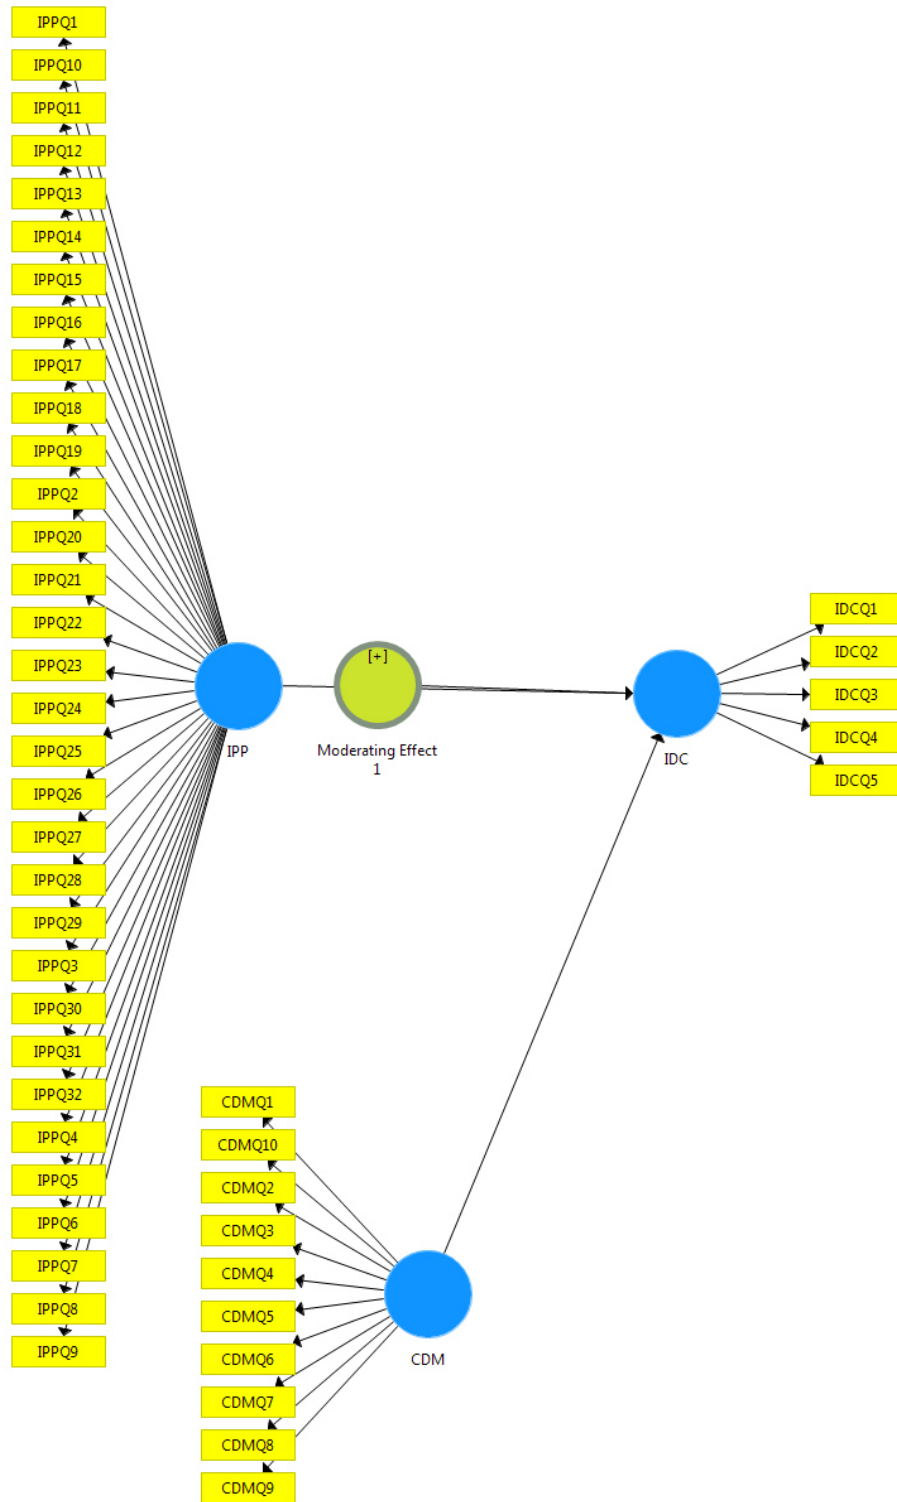 IPPQ1
IPPQ10
IPPQ11
IPPQ12
IPPQ13
IPPQ14
IPPQ15
IPPQ16
IPPQ17
IPPQ18
IPPQ19
IPPQ2
IPPQ20
IPPQ21
IPPQ22
IPPQ23
IPPQ24
IPPQ25
IPPQ26
IPPQ27
IPPQ28
IPPQ29
IPPQ3
IPPQ30
IPPQ31
IPPQ32
IPPQ4
IPPQ5
IPPQ6
IPPQ7
IPPQ8
IPPQ9
IPP
[+]
Moderating Effect
1
IDC
IDCQ1
IDCQ2
IDCQ3
IDCQ4
IDCQ5
CDMQ1
CDMQ10
CDMQ2
CDMQ3
CDMQ4
CDMQ5
CDMQ6
CDMQ7
CDMQ8
CDMQ9
CDM